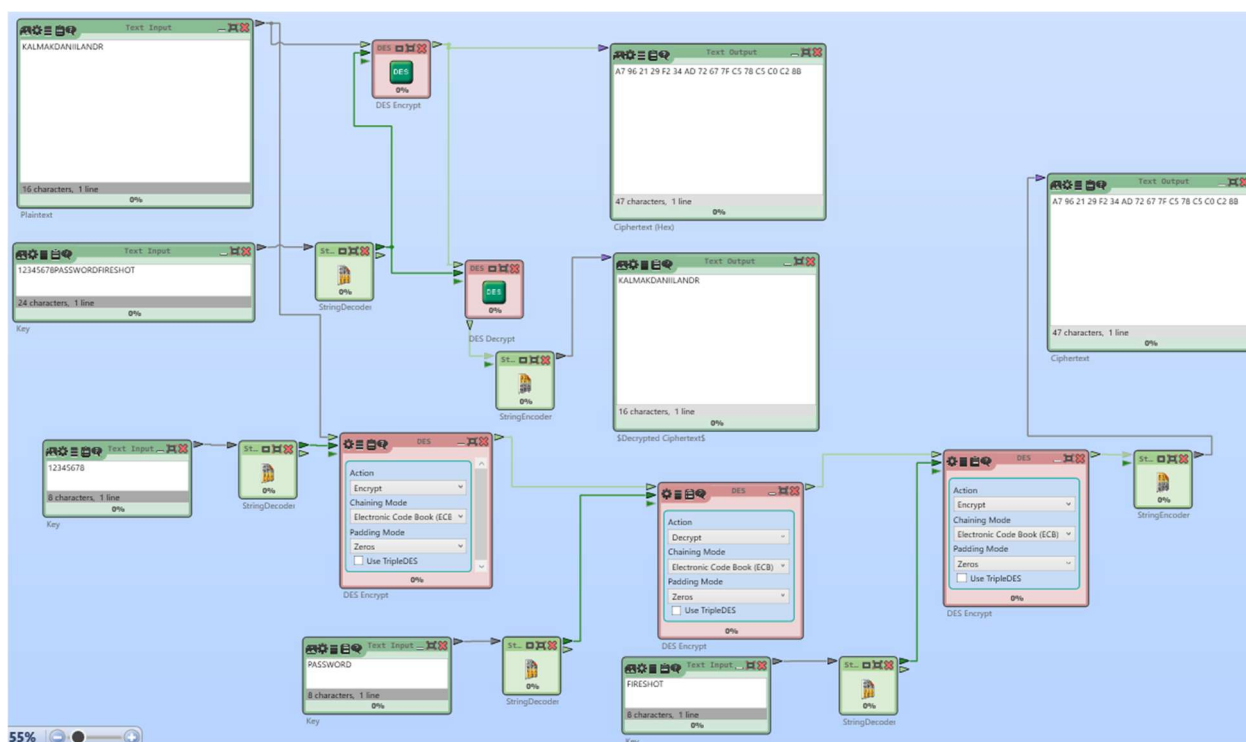 Text Input
KALMAKDANIILANDR
16 characters, 1 line
0%
Plaintext
DES
DES
0%
DES Encrypt
Text Output
A7 96 21 29 F2 34 AD 72 67 7F C5 78 C5 C0 C2 8B
47 characters, 1 line
0%
Ciphertext (Hex)
Text Output
A7 96 21 29 F2 34 AD 72 67 7F C5 78 C5 C0 C2 8B
47 characters, 1 line
0%
Ciphertext
Text Input
12345678PASSWORDFIRESHOT
24 characters, 1 line
0%
Key
St...
0%
StringDecoder
DES
DES
0%
DES Decrypt
St...
0%
StringEncoder
Text Output
KALMAKDANIILANDR
16 characters, 1 line
0%
$Decrypted Ciphertext$
Text Input
12345678
8 characters, 1 line
0%
Key
St...
0%
StringDecoder
DES
Action
Encrypt
Chaining Mode
Electronic Code Book (ECB
Padding Mode
Zeros
Use TripleDES
0%
DES Encrypt
DES
Action
Decrypt
Chaining Mode
Electronic Code Book (ECB)
Padding Mode
Zeros
Use TripleDES
0%
DES Encrypt
DES
Action
Encrypt
Chaining Mode
Electronic Code Book (ECB)
Padding Mode
Zeros
Use TripleDES
0%
DES Encrypt
St...
0%
StringEncoder
Text Input
PASSWORD
8 characters, 1 line
0%
Key
St...
0%
StringDecoder
Text Input
FIRESHOT
8 characters, 1 line
0%
Key
St...
0%
StringDecoder
55%